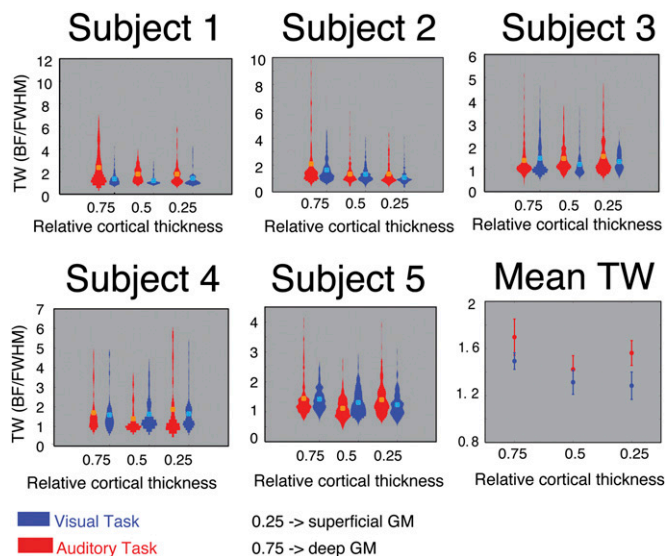 Subject 1
Subject 2
Subject 3
TW (BF/FWHM)
12
10
8
6
4
2
0
0.75 0.5 0.25
Relative cortical thickness
10
8
6
4
2
0
0.75 0.5 0.25
Relative cortical thickness
6
5
4
3
2
1
0
0.75 0.5 0.25
Relative cortical thickness
Subject 4
Subject 5
Mean TW
TW (BF/FWHM)
7
6
5
4
3
2
1
0
0.75 0.5 0.25
Relative cortical thickness
4
3
2
1
0
0.75 0.5 0.25
Relative cortical thickness
2
1.6
1.2
0.8
0.75 0.5 0.25
Relative cortical thickness
Visual Task
0.25 -> superficial GM
Auditory Task
0.75 -> deep GM